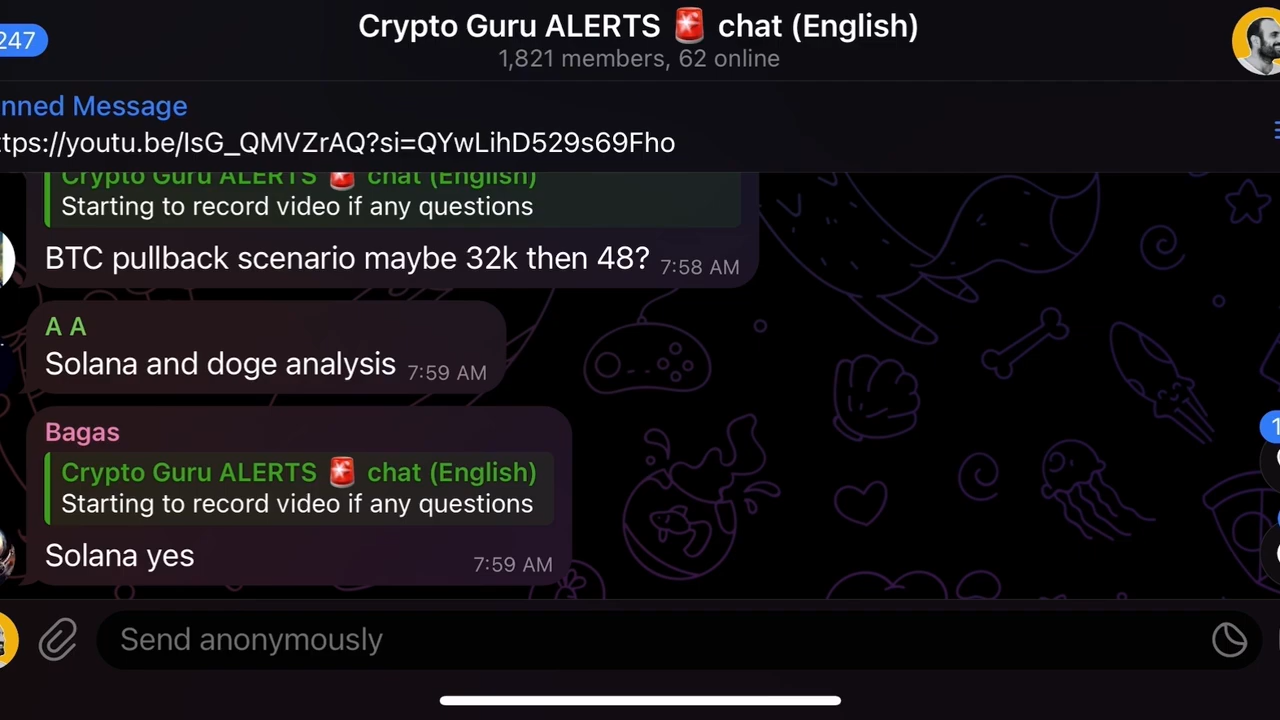 Crypto Guru ALERTS 🚨 chat (English)
247
1,821 members, 62 online
nned Message
ttps://youtu.be/IsG_QMVZrAQ?si=QYwLihD529s69Fho
Crypto Guru ALERTS 🚨 chat (English)
Starting to record video if any questions
BTC pullback scenario maybe 32k then 48? 7:58 AM
A A
Solana and doge analysis 7:59 AM
Bagas
Crypto Guru ALERTS 🚨 chat (English)
Starting to record video if any questions
Solana yes 7:59 AM
Send anonymously